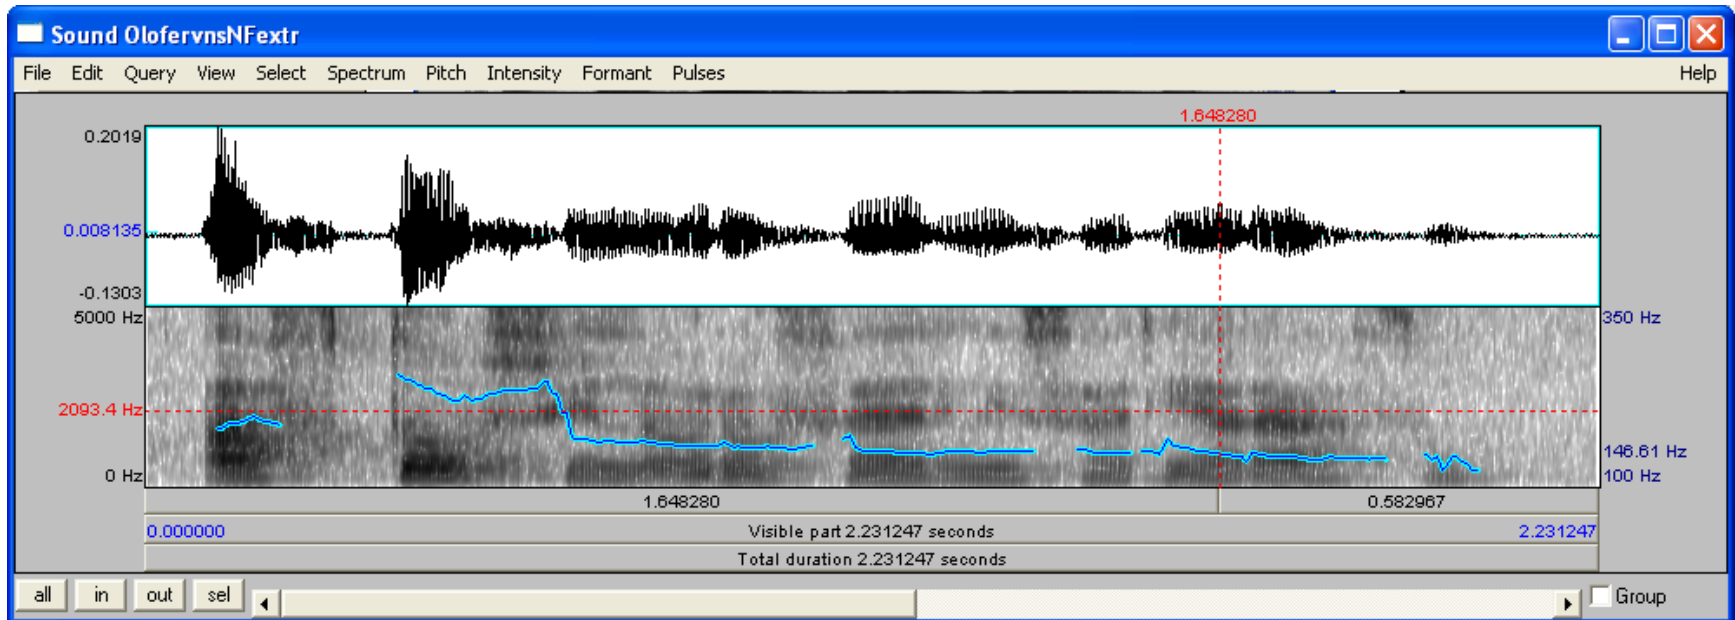 Sound OlofervnsNFextr
File Edit Query View Select Spectrum Pitch Intensity Formant Pulses Help
1.648280
0.2019
0.008135
-0.1303
5000 Hz 350 Hz
2093.4 Hz
146.61 Hz
0 Hz 100 Hz
1.648280 0.582967
0.000000 Visible part 2.231247 seconds 2.231247
Total duration 2.231247 seconds
all in out sel Group